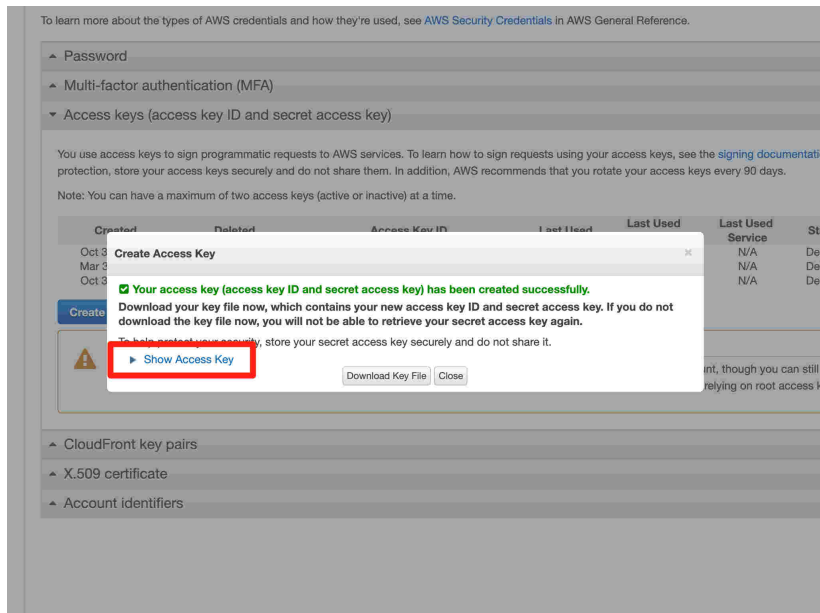 To learn more about the types of AWS credentials and how they're used, see AWS Security Credentials in AWS General Reference.
Password
Multi-factor authentication (MFA)
Access keys (access key ID and secret access key)
You use access keys to sign programmatic requests to AWS services. To learn how to sign requests using your access keys, see the signing documentati
protection, store your access keys securely and do not share them. In addition, AWS recommends that you rotate your access keys every 90 days.
Note: You can have a maximum of two access keys (active or inactive) at a time.
Created Deleted Access Key ID Last Used Last Used Last Used Service St
Oct 3 N/A De
Mar 3 N/A De
Oct 3 N/A De
Create Access Key
Your access key (access key ID and secret access key) has been created successfully.
Download your key file now, which contains your new access key ID and secret access key. If you do not
download the key file now, you will not be able to retrieve your secret access key again.
To help protect your security, store your secret access key securely and do not share it.
Show Access Key
Download Key File Close
Create
unt, though you can still
relying on root access k
CloudFront key pairs
X.509 certificate
Account identifiers